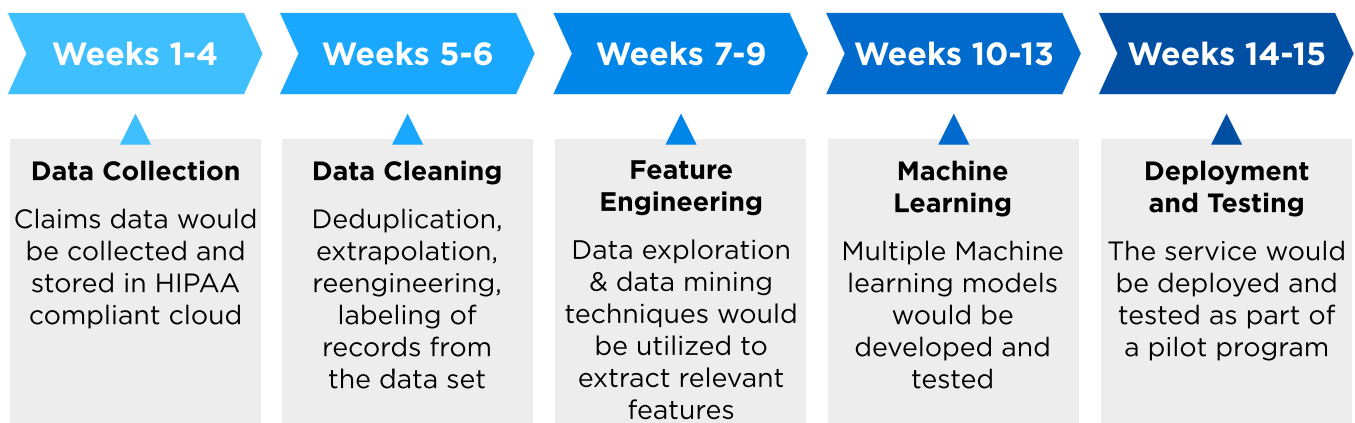 Weeks 1-4
Weeks 5-6
Weeks 7-9
Weeks 10-13
Weeks 14-15
Data Collection
Claims data would
be collected and
stored in HIPAA
compliant cloud
Data Cleaning
Deduplication,
extrapolation,
reengineering,
labeling of
records from
the data set
Feature
Engineering
Data exploration
& data mining
techniques would
be utilized to
extract relevant
features
Machine
Learning
Multiple Machine
learning models
would be
developed and
tested
Deployment
and Testing
The service would
be deployed and
tested as part of
a pilot program